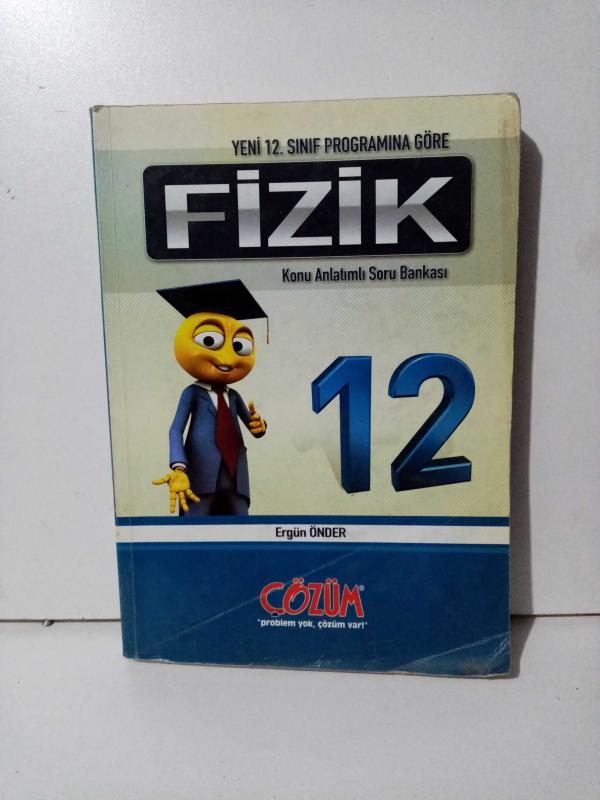 YENİ 12. SINIF PROGRAMINA GÖRE
FİZİK
Konu Anlatımlı Soru Bankası
12
Ergün ÖNDER
ÇÖZÜM®
"problem yok, çözüm var!"